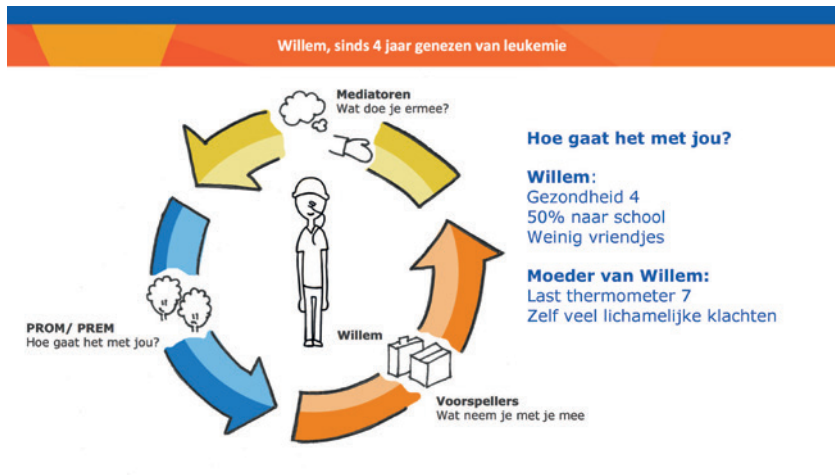 Willem, sinds 4 jaar genezen van leukemie
Mediatoren
Wat doe je ermee?
Hoe gaat het met jou?
Willem:
Gezondheid 4
50% naar school
Weinig vriendjes
Moeder van Willem:
Last thermometer 7
Zelf veel lichamelijke klachten
PROM/ PREM
Hoe gaat het met jou?
Willem
Voorspellers
Wat neem je met je mee